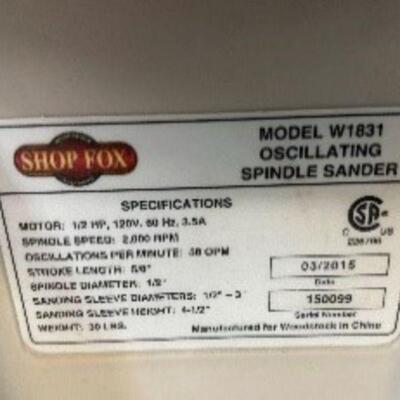 SHOP FOX
MODEL W1831
OSCILLATING
SPINDLE SANDER
SPECIFICATIONS
MOTOR: 1/2 HP, 120V, 60 Hz, 3.5A
SPINDLE SPEED: 2,000 RPM
OSCILLATIONS PER MINUTE: 58 OPM
STROKE LENGTH: 5/8"
SPINDLE DIAMETER: 1/2"
SANDING SLEEVE DIAMETERS: 1/2" - 3"
SANDING SLEEVE HEIGHT: 4-1/2"
WEIGHT: 30 LBS.
C US
03/2015
Date
150099
Serial Number
Manufactured for Woodstock in China